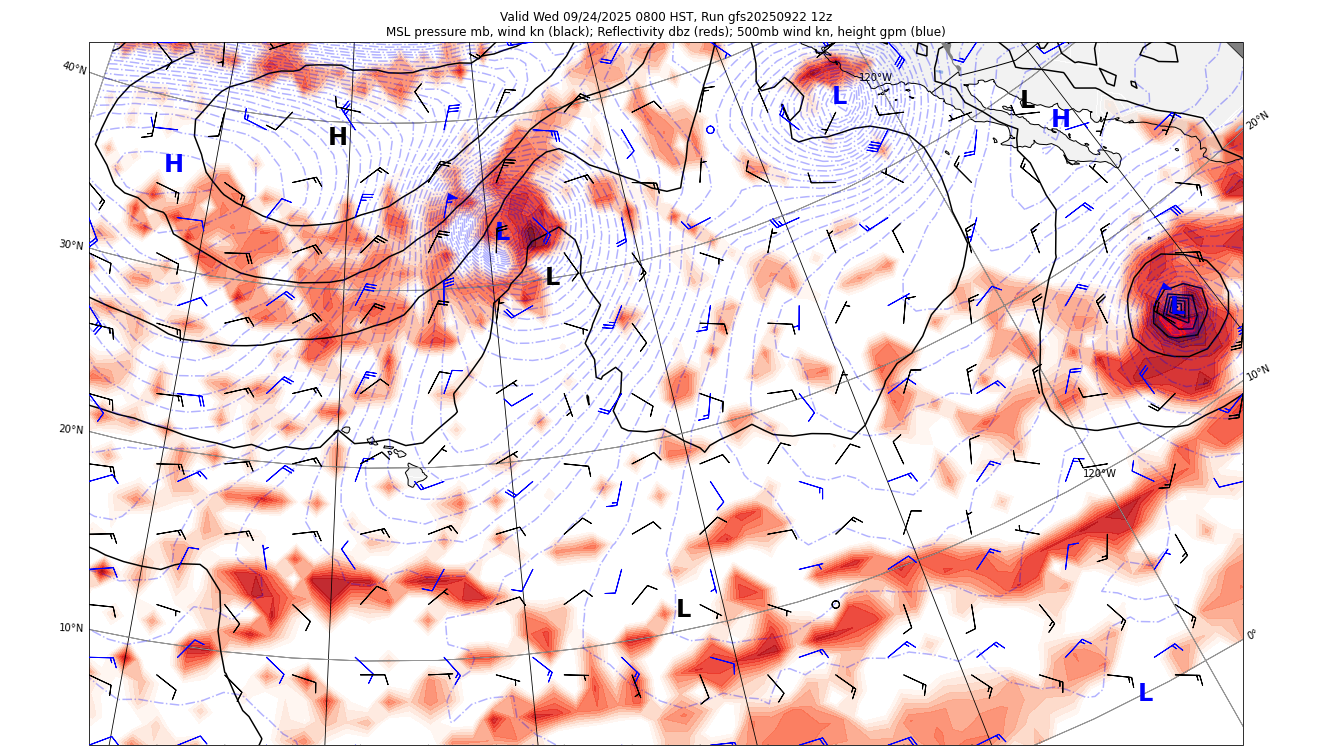 Valid Wed 09/24/2025 0800 HST, Run gfs20250922 12z
MSL pressure mb, wind kn (black); Reflectivity dbz (reds); 500mb wind kn, height gpm (blue)
40°N
120°W
L
L
H
20°N
H
H
L
30°N
L
L
10°N
20°N
120°W
L
10°N
0°
L